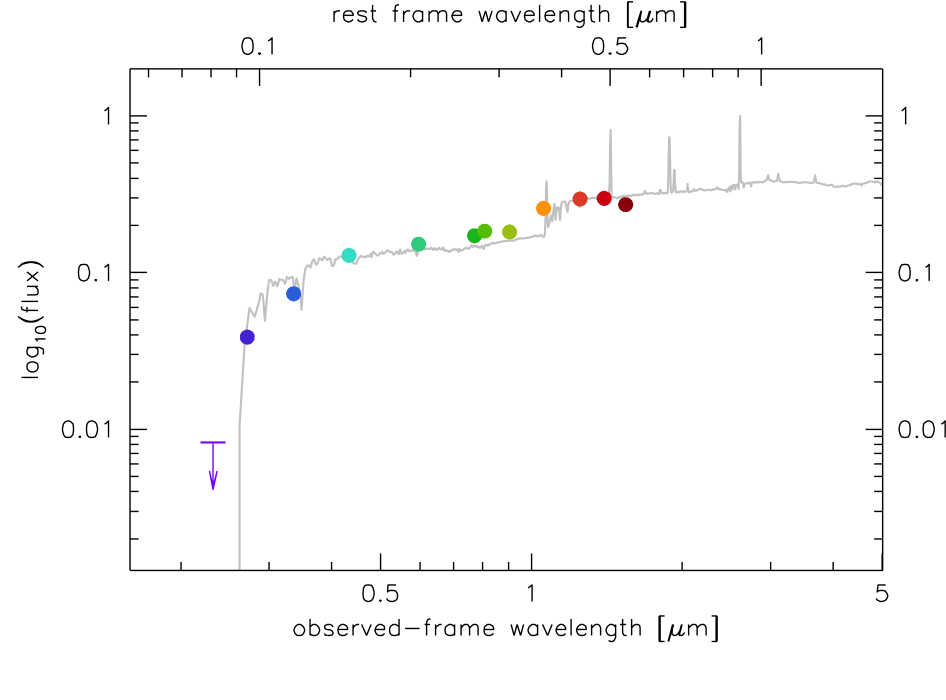 rest frame wavelength [μm]
0.1 0.5 1
1 1
0.1 0.1
log₁₀(flux)
0.01 0.01
0.5 1 5
observed–frame wavelength [μm]